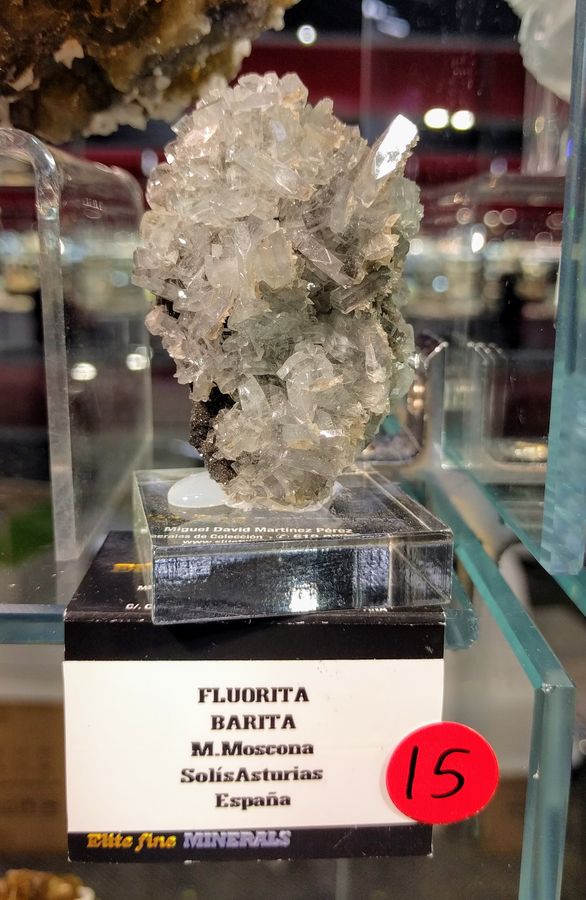 Miguel David Martínez Pérez
FLUORITA
BARITA
M.Moscona
SolísAsturias
España
15
Elite fine MINERALS